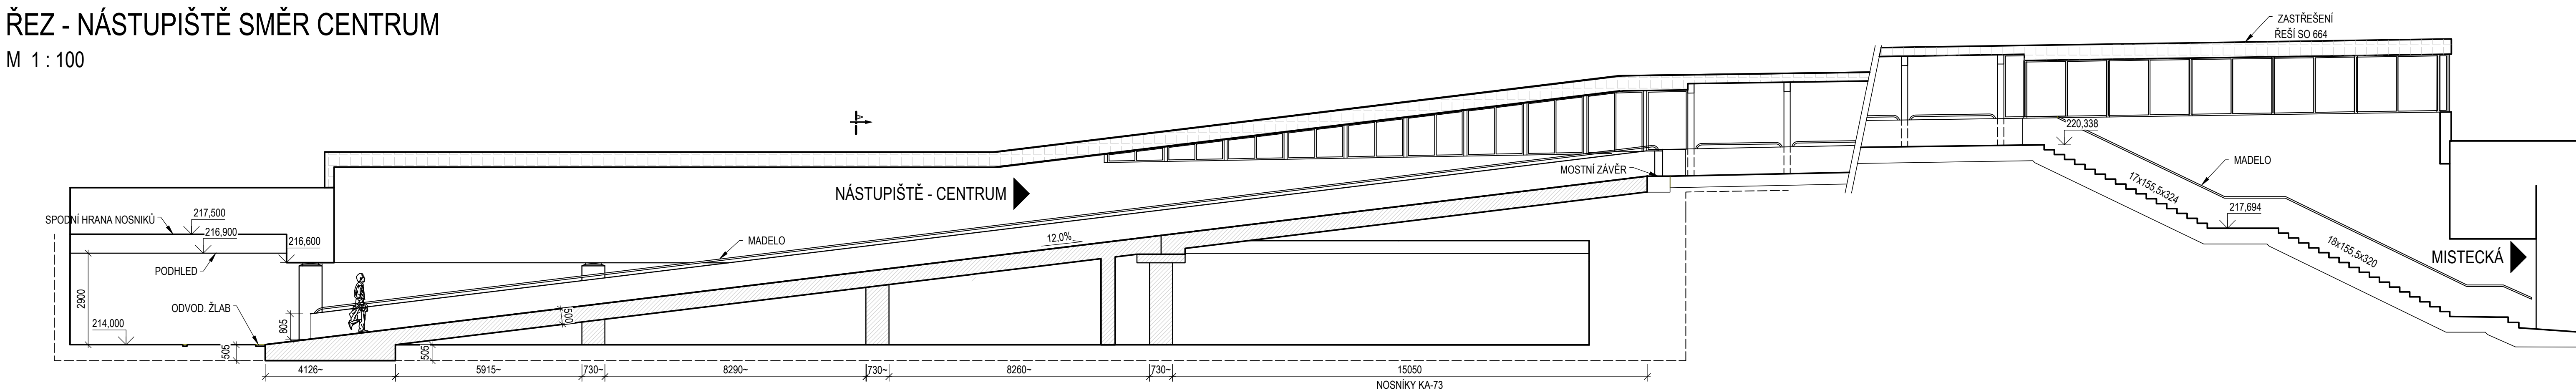 ŘEZ - NÁSTUPIŠTĚ SMĚR CENTRUM
M 1 : 100
ZASTŘEŠENÍ
ŘEŠÍ SO 664
A
220,338
MADELO
MOSTNÍ ZÁVĚR
17x155,5x324
NÁSTUPIŠTĚ - CENTRUM
217,694
SPODNÍ HRANA NOSNIKŮ
217,500
216,900
216,600
MADELO
12.0%
18x155,5x320
MISTECKÁ
PODHLED
2900
ODVOD. ŽLAB
805
500
214,000
505
505
4126~
5915~
730~
8290~
730~
8260~
730~
15050
NOSNÍKY KA-73